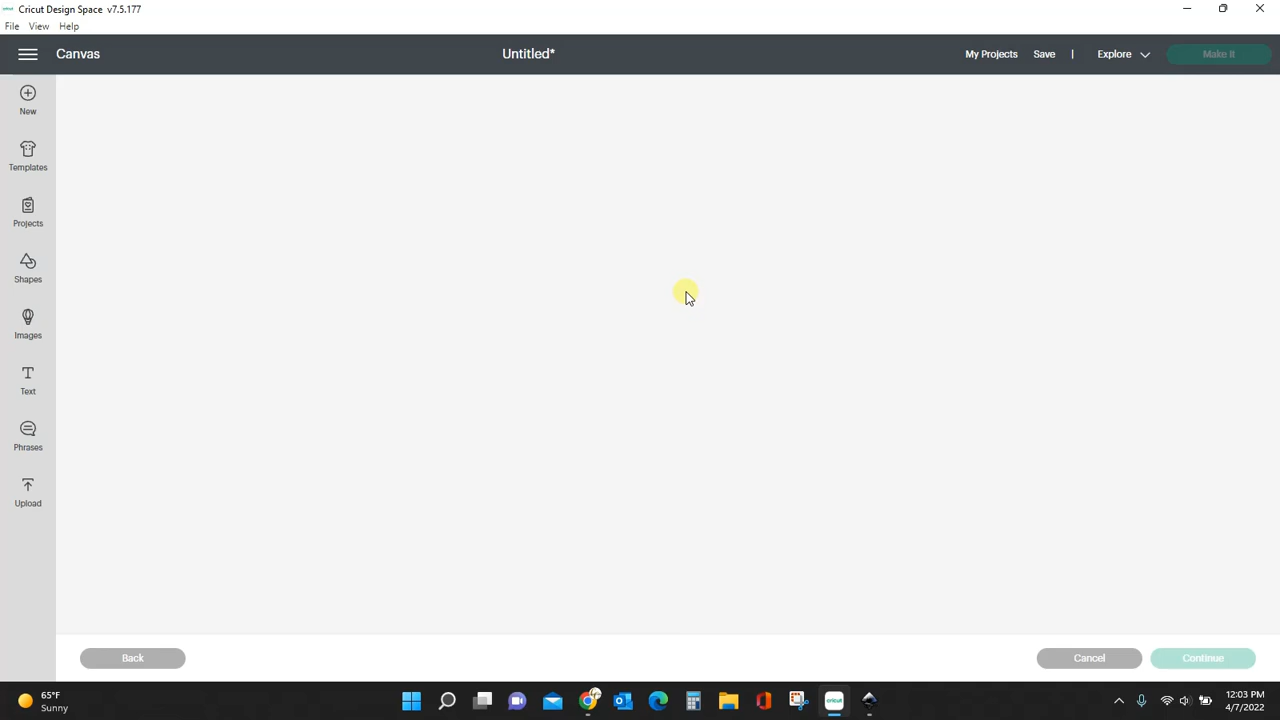 Cricut Design Space v7.5.177
File View Help
Canvas
Untitled*
My Projects Save | Explore Make It
New
Templates
Projects
Shapes
Images
Text
Phrases
Upload
Back
Cancel Continue
65°F
Sunny
cricut
12:03 PM
4/7/2022